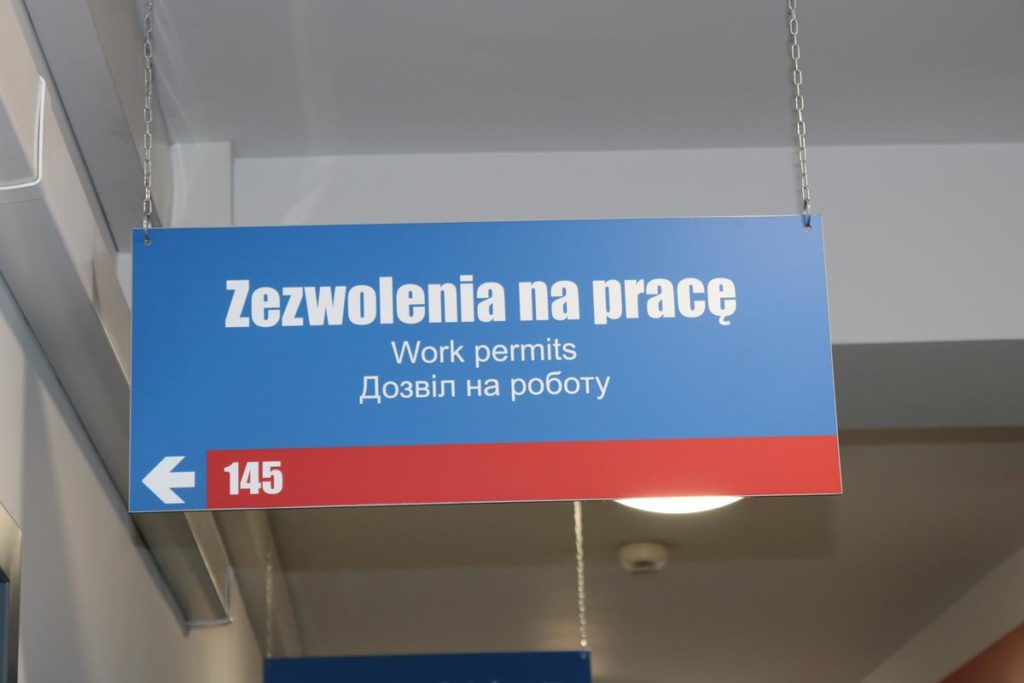 Zezwolenia na pracę
Work permits
Дозвіл на роботу
145